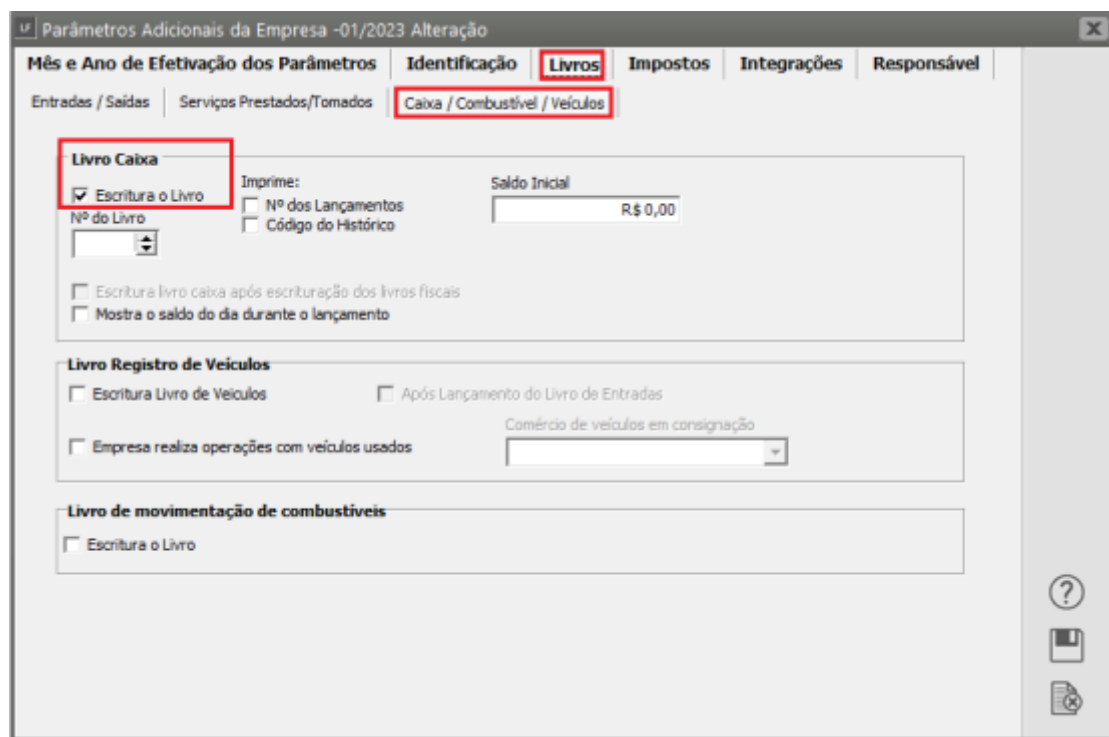 LF Parâmetros Adicionais da Empresa -01/2023 Alteração
Mês e Ano de Efetivação dos Parâmetros Identificação Livros Impostos Integrações Responsável
Entradas / Saídas Serviços Prestados/Tomados Caixa / Combustível / Veículos
Livro Caixa
Escritura o Livro
Imprime:
Nº dos Lançamentos
Código do Histórico
Saldo Inicial
R$ 0,00
Nº do Livro
Escritura livro caixa após escrituração dos livros fiscais
Mostra o saldo do dia durante o lançamento
Livro Registro de Veículos
Escritura Livro de Veiculos Após Lançamento do Livro de Entradas
Comércio de veículos em consignação
Empresa realiza operações com veículos usados
Livro de movimentação de combustíveis
Escritura o Livro